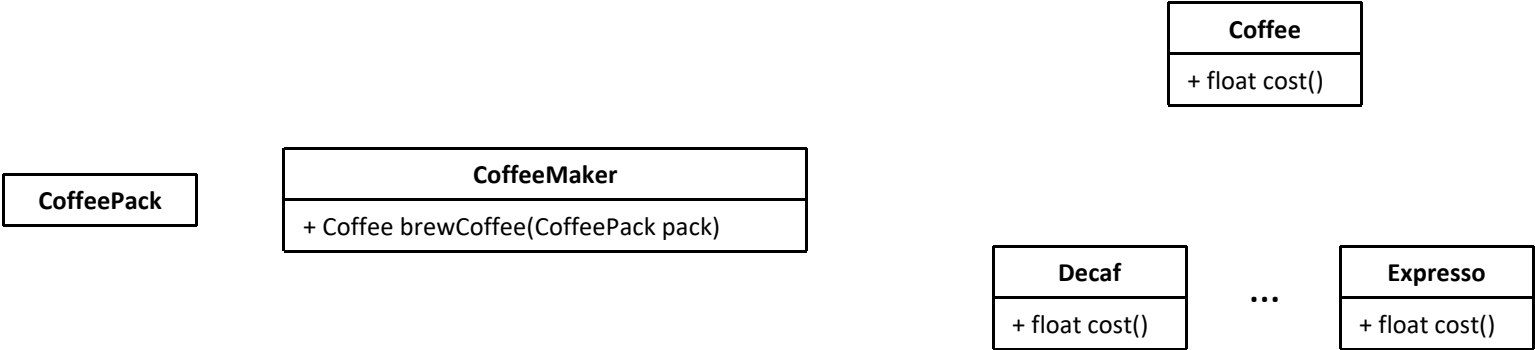 Coffee
+ float cost()
CoffeePack
CoffeeMaker
+ Coffee brewCoffee(CoffeePack pack)
Decaf
+ float cost()
...
Expresso
+ float cost()